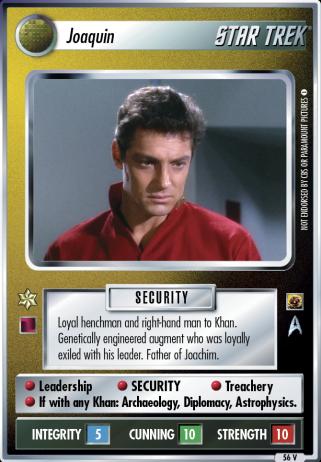 Joaquin
STAR TREK
NOT ENDORSED BY CBS OR PARAMOUNT PICTURES
SECURITY
Loyal henchman and right-hand man to Khan.
Genetically engineered augment who was loyally
exiled with his leader. Father of Joachim.
Leadership SECURITY Treachery
If with any Khan: Archaeology, Diplomacy, Astrophysics.
INTEGRITY 5 CUNNING 10 STRENGTH 10
56 V